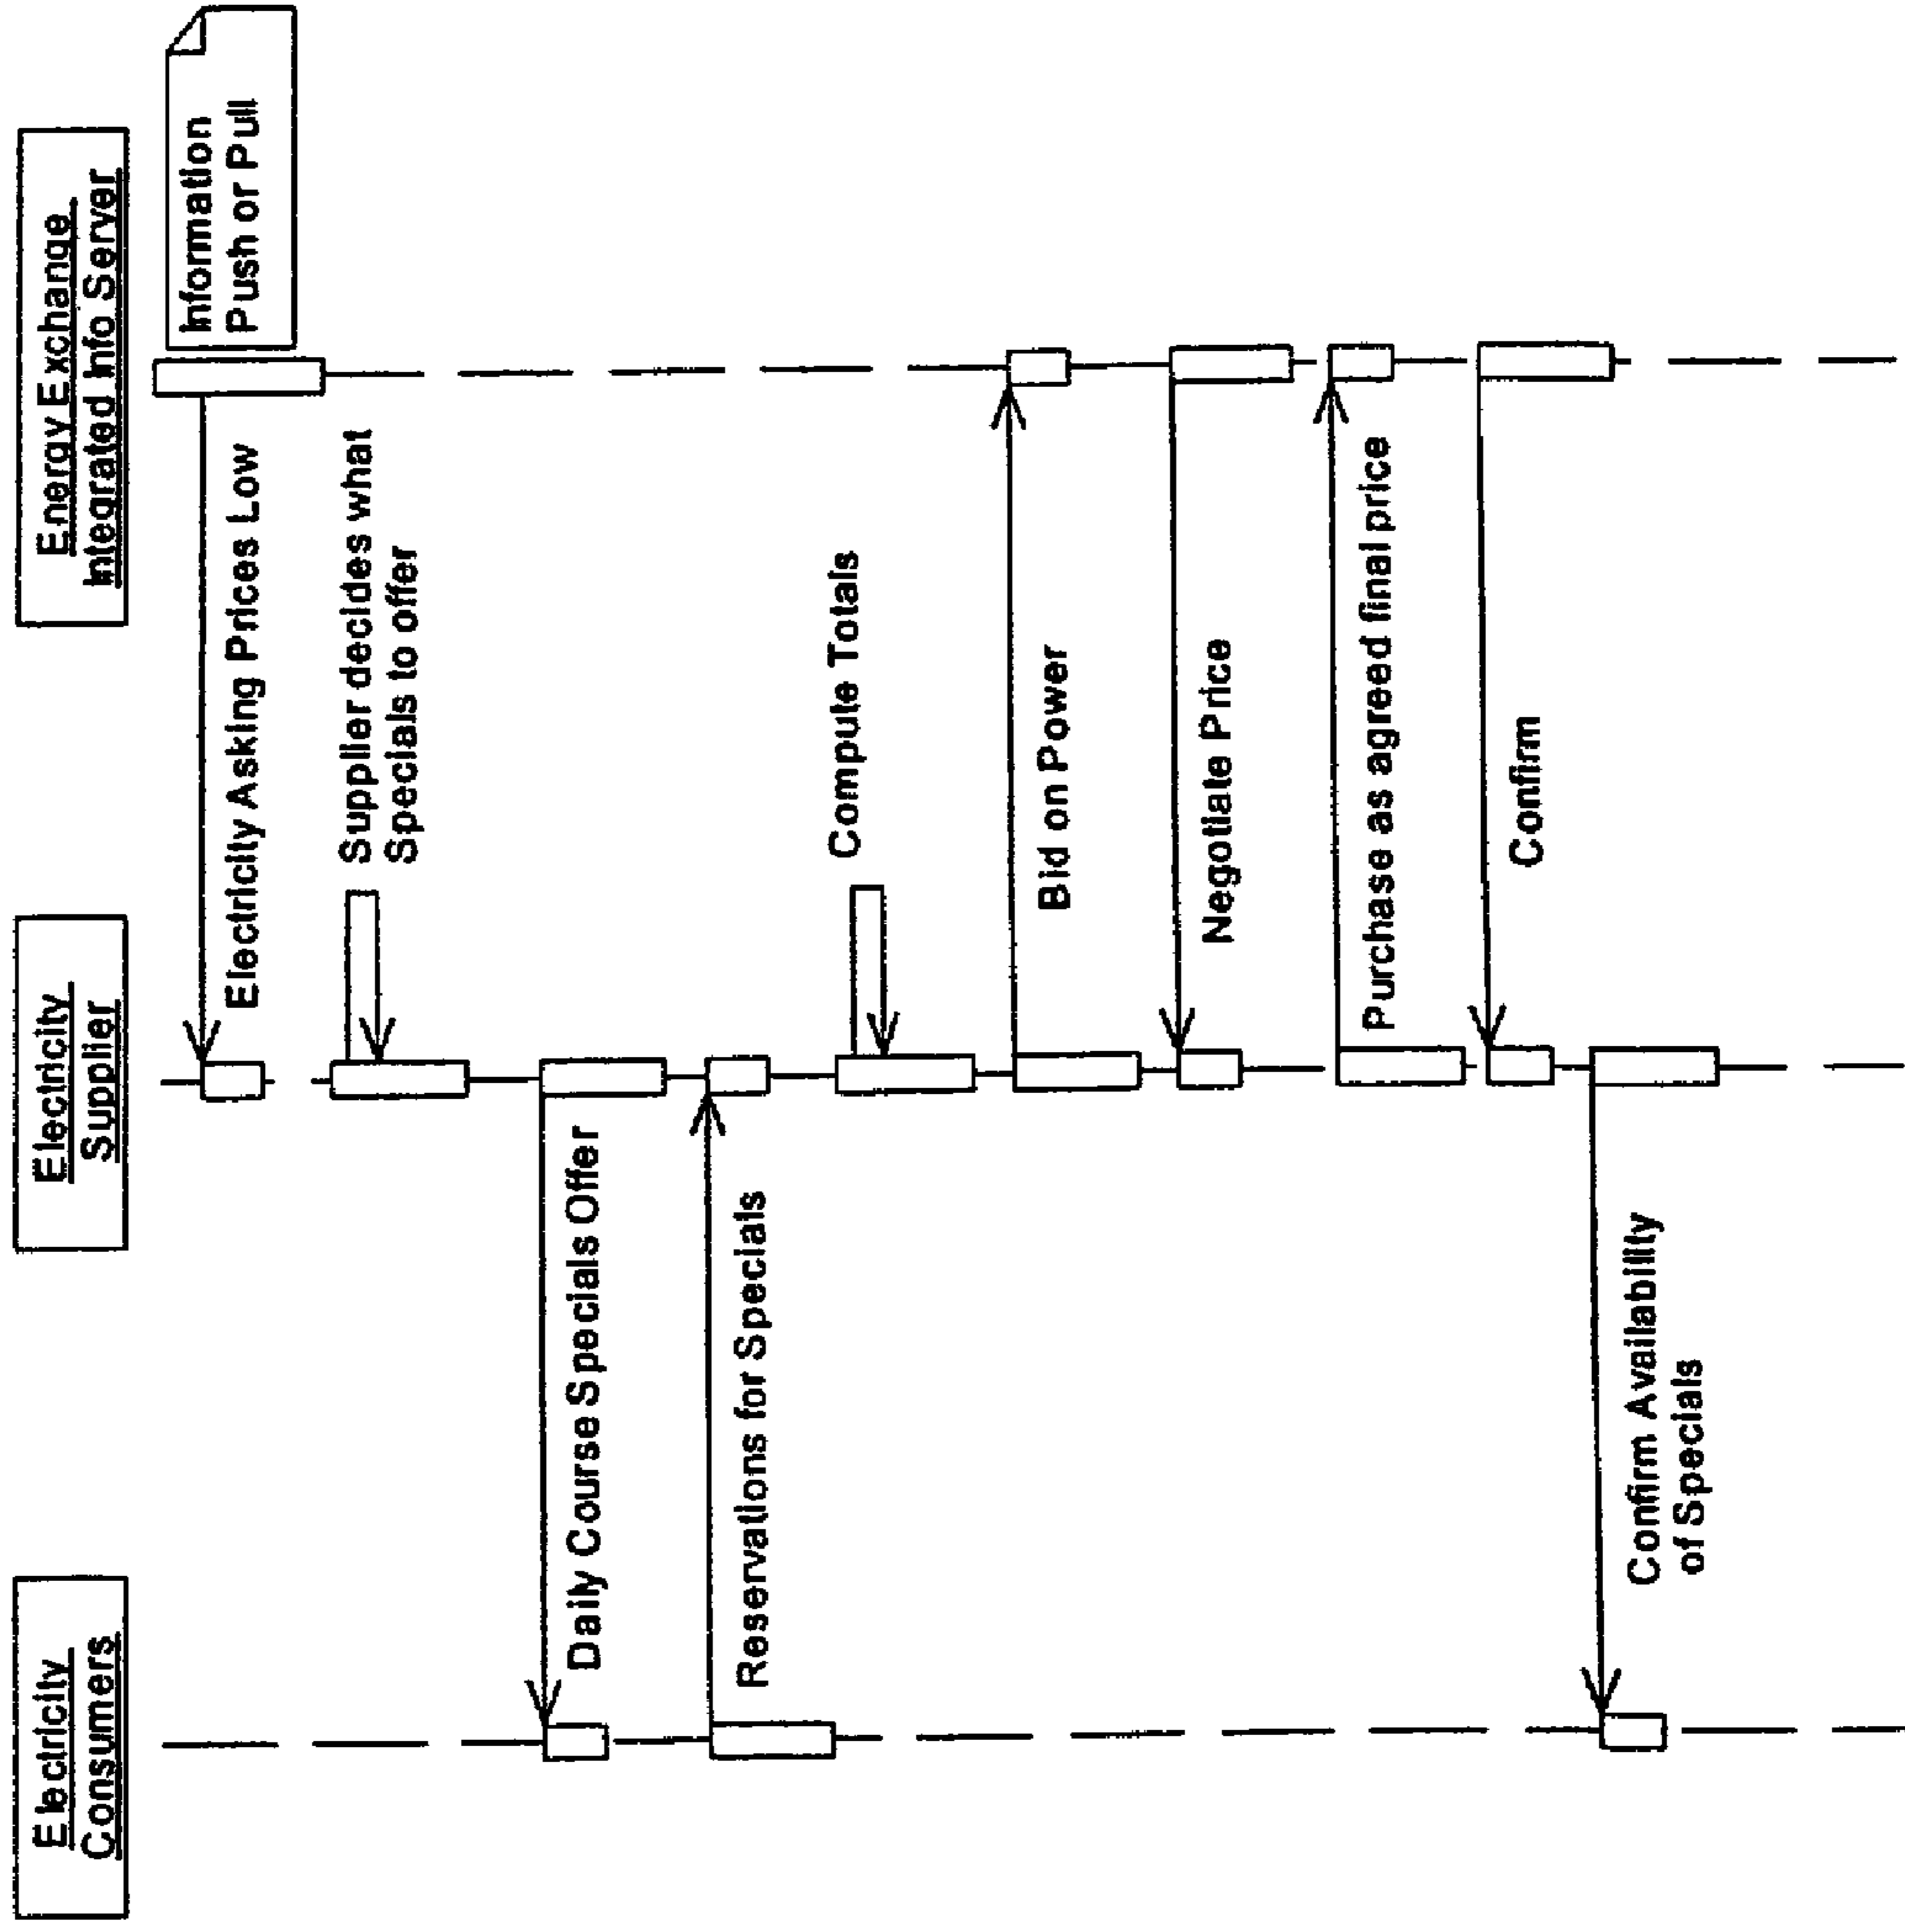 Electricity
Consumers
Electricity
Supplier
Energy Exchange
Integrated Info Server
Information
Push or Pull
Electricity Asking Prices Low
Supplier decides what
Specials to offer
Daily Course Specials Offer
Reservations for Specials
Compute Totals
Bid on Power
Negotiate Price
Purchase as agreed final price
Confirm
Confirm Availability
of Specials